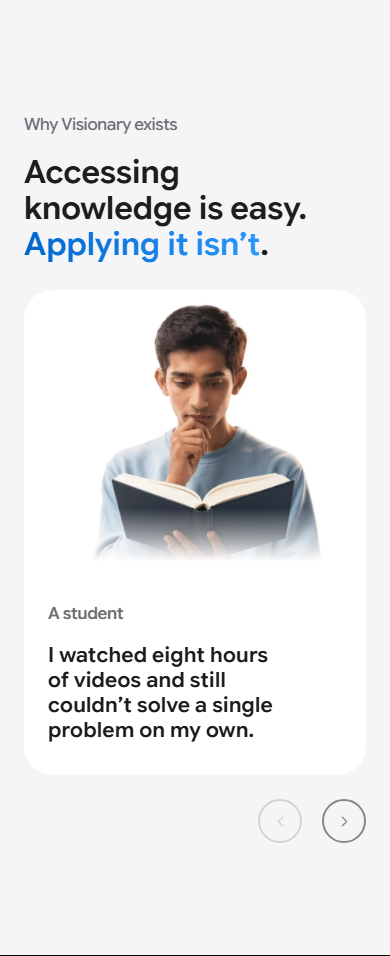 Why Visionary exists
Accessing
knowledge is easy.
Applying it isn’t.
A student
I watched eight hours
of videos and still
couldn’t solve a single
problem on my own.